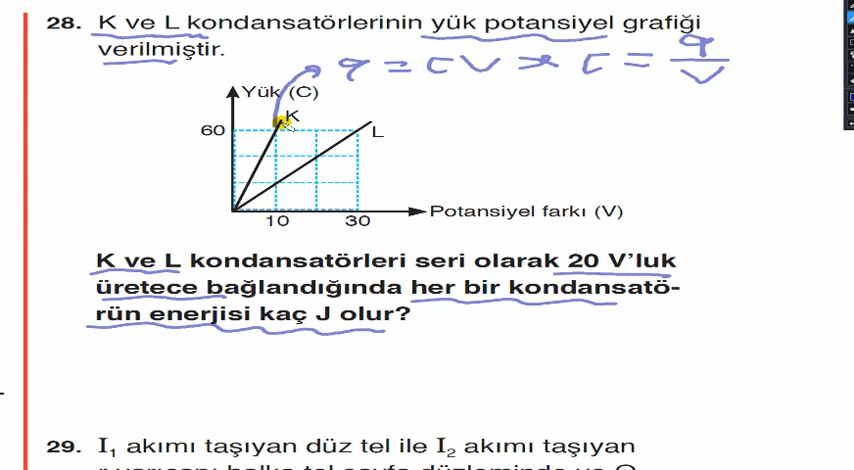 28. K ve L kondansatörlerinin yük potansiyel grafiği
verilmiştir.
q = CV ⇒ C = q/V
Yük (C)
K
60
L
10 30
Potansiyel farkı (V)
K ve L kondansatörleri seri olarak 20 V'luk
üretece bağlandığında her bir kondansatö-
rün enerjisi kaç J olur?
29. I₁ akımı taşıyan düz tel ile I₂ akımı taşıyan